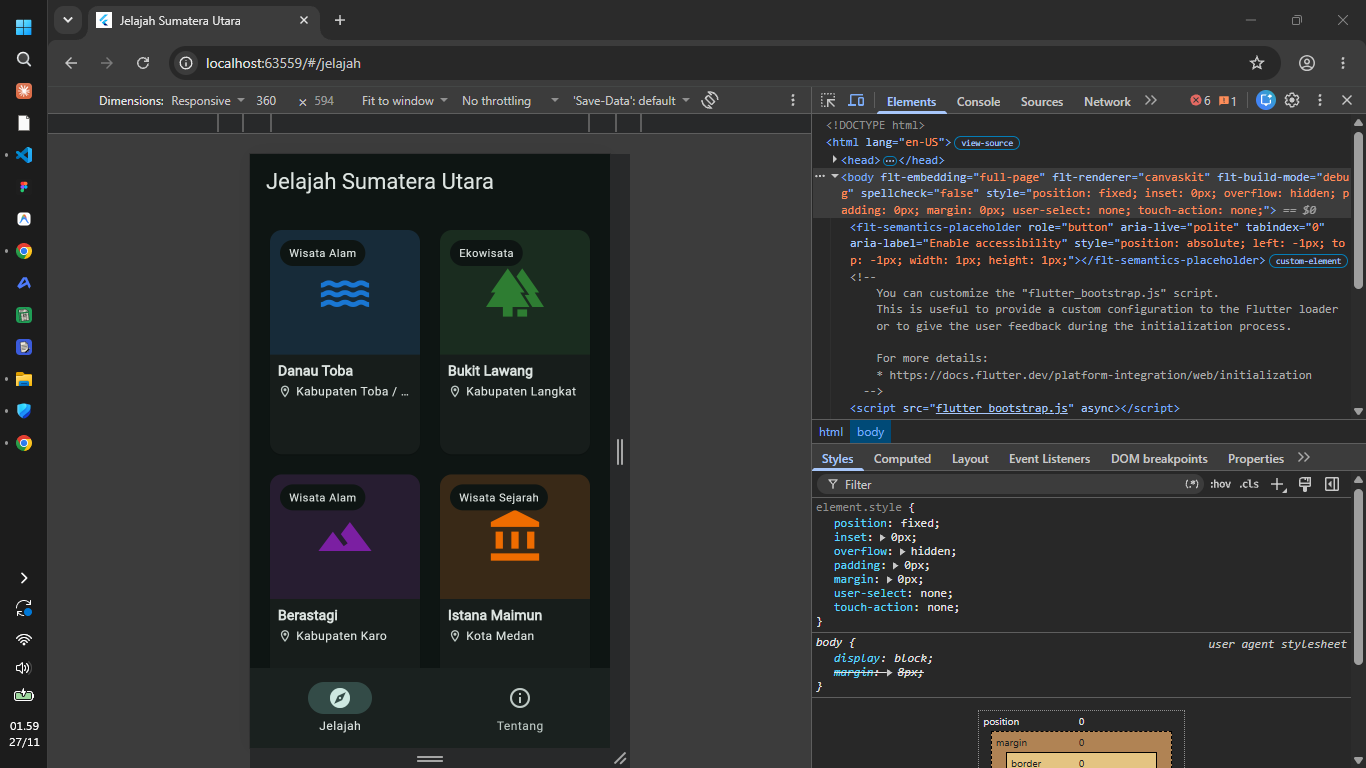 Jelajah Sumatera Utara
localhost:63559/#/jelajah
Dimensions: Responsive 360 × 594 Fit to window No throttling 'Save-Data': default
Elements Console Sources Network 6 1
Jelajah Sumatera Utara
Wisata Alam
Ekowisata
Danau Toba
Bukit Lawang
Kabupaten Toba / ...
Kabupaten Langkat
Wisata Alam
Wisata Sejarah
Berastagi
Istana Maimun
Kabupaten Karo
Kota Medan
Jelajah
Tentang
<!DOCTYPE html>
<html lang="en-US"> view-source
<head> ⋯ </head>
<body flt-embedding="full-page" flt-renderer="canvaskit" flt-build-mode="debu
g" spellcheck="false" style="position: fixed; inset: 0px; overflow: hidden; p
adding: 0px; margin: 0px; user-select: none; touch-action: none;"> == $0
<flt-semantics-placeholder role="button" aria-live="polite" tabindex="0"
aria-label="Enable accessibility" style="position: absolute; left: -1px; to
p: -1px; width: 1px; height: 1px;"></flt-semantics-placeholder> custom-element
<!--
You can customize the "flutter_bootstrap.js" script.
This is useful to provide a custom configuration to the Flutter loader
or to give the user feedback during the initialization process.
For more details:
* https://docs.flutter.dev/platform-integration/web/initialization
-->
<script src="flutter_bootstrap.js" async></script>
html body
Styles Computed Layout Event Listeners DOM breakpoints Properties
Filter :hov .cls
element.style {
position: fixed;
inset: 0px;
overflow: hidden;
padding: 0px;
margin: 0px;
user-select: none;
touch-action: none;
}
body { user agent stylesheet
display: block;
margin: 8px;
}
position 0
margin 0
border 0
01.59
27/11